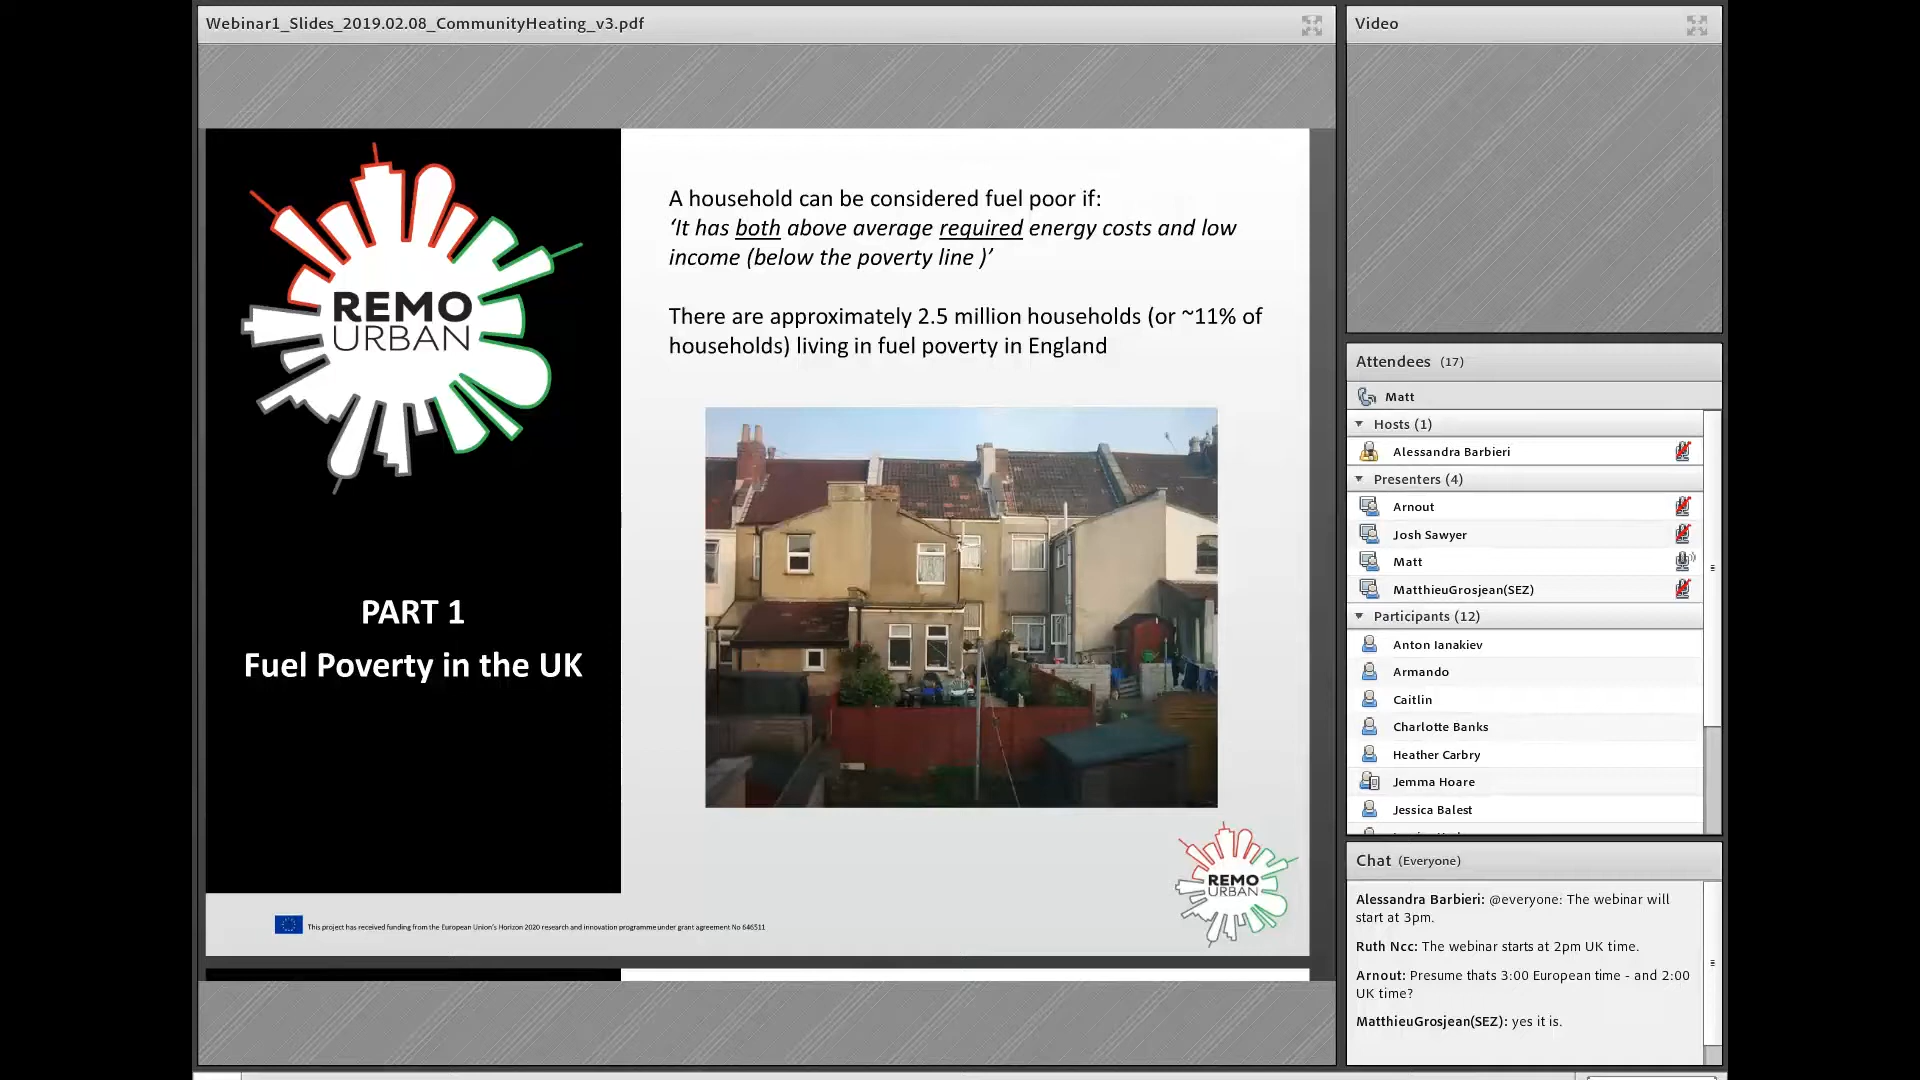 Webinar1_Slides_2019.02.08_CommunityHeating_v3.pdf
REMO
URBAN
PART 1
Fuel Poverty in the UK
A household can be considered fuel poor if:
‘It has both above average required energy costs and low
income (below the poverty line )’
There are approximately 2.5 million households (or ~11% of
households) living in fuel poverty in England
REMO
URBAN
This project has received funding from the European Union's Horizon 2020 research and innovation programme under grant agreement No 646511
Video
Attendees (17)
Matt
Hosts (1)
Alessandra Barbieri
Presenters (4)
Arnout
Josh Sawyer
Matt
MatthieuGrosjean(SEZ)
Participants (12)
Anton Ianakiev
Armando
Caitlin
Charlotte Banks
Heather Carbry
Jemma Hoare
Jessica Balest
Chat (Everyone)
Alessandra Barbieri: @everyone: The webinar will
start at 3pm.
Ruth Ncc: The webinar starts at 2pm UK time.
Arnout: Presume thats 3:00 European time - and 2:00
UK time?
MatthieuGrosjean(SEZ): yes it is.